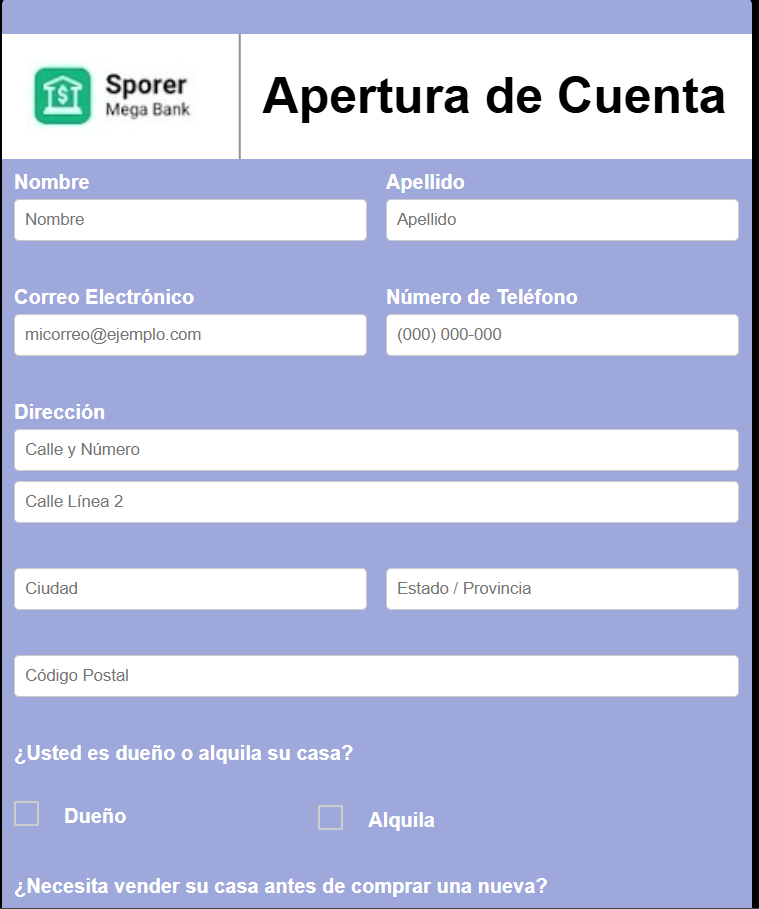 Sporer
Mega Bank
Apertura de Cuenta
Nombre Apellido
Nombre Apellido
Correo Electrónico Número de Teléfono
micorreo@ejemplo.com (000) 000-000
Dirección
Calle y Número
Calle Línea 2
Ciudad Estado / Provincia
Código Postal
¿Usted es dueño o alquila su casa?
Dueño Alquila
¿Necesita vender su casa antes de comprar una nueva?